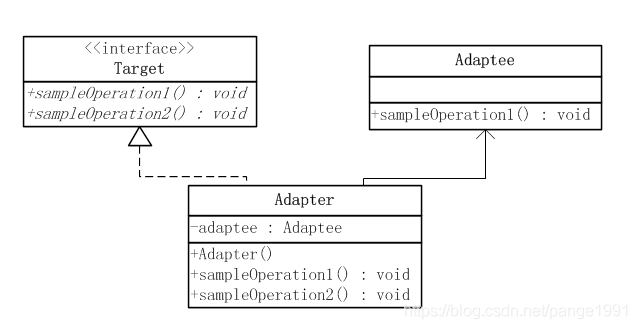 <<interface>>
Target
+sampleOperation1() : void
+sampleOperation2() : void
Adaptee
+sampleOperation1() : void
Adapter
-adaptee : Adaptee
+Adapter()
+sampleOperation1() : void
+sampleOperation2() : void
https://blog.csdn.net/pange1991